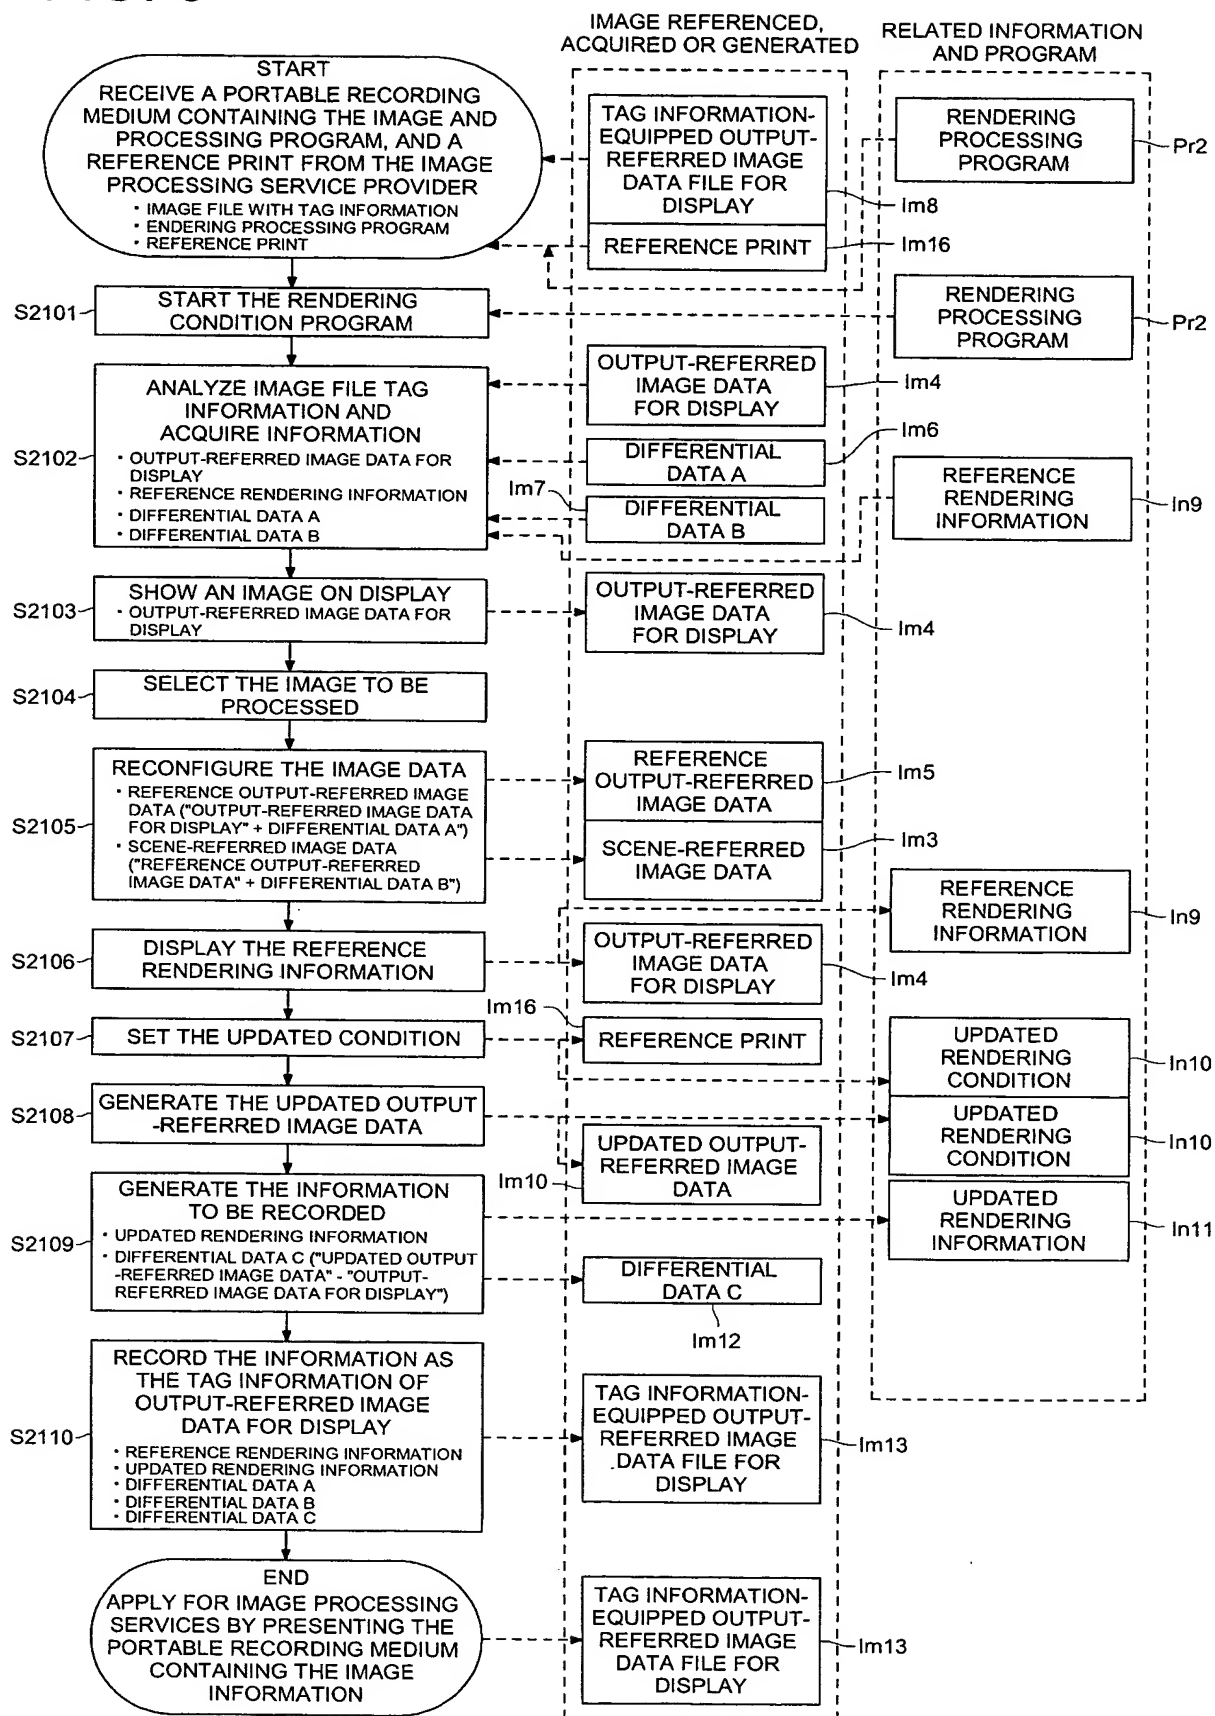 IMAGE REFERENCED,
ACQUIRED OR GENERATED
RELATED INFORMATION
AND PROGRAM
START
RECEIVE A PORTABLE RECORDING
MEDIUM CONTAINING THE IMAGE AND
PROCESSING PROGRAM, AND A
REFERENCE PRINT FROM THE IMAGE
PROCESSING SERVICE PROVIDER
• IMAGE FILE WITH TAG INFORMATION
• ENDERING PROCESSING PROGRAM
• REFERENCE PRINT
TAG INFORMATION-
EQUIPPED OUTPUT-
REFERRED IMAGE
DATA FILE FOR
DISPLAY
Im8
REFERENCE PRINT
Im16
RENDERING
PROCESSING
PROGRAM
Pr2
S2101
START THE RENDERING
CONDITION PROGRAM
RENDERING
PROCESSING
PROGRAM
Pr2
S2102
ANALYZE IMAGE FILE TAG
INFORMATION AND
ACQUIRE INFORMATION
• OUTPUT-REFERRED IMAGE DATA FOR
DISPLAY
• REFERENCE RENDERING INFORMATION
• DIFFERENTIAL DATA A
• DIFFERENTIAL DATA B
OUTPUT-REFERRED
IMAGE DATA
FOR DISPLAY
Im4
Im6
DIFFERENTIAL
DATA A
Im7
DIFFERENTIAL
DATA B
REFERENCE
RENDERING
INFORMATION
In9
S2103
SHOW AN IMAGE ON DISPLAY
• OUTPUT-REFERRED IMAGE DATA FOR
DISPLAY
OUTPUT-REFERRED
IMAGE DATA
FOR DISPLAY
Im4
S2104
SELECT THE IMAGE TO BE
PROCESSED
S2105
RECONFIGURE THE IMAGE DATA
• REFERENCE OUTPUT-REFERRED IMAGE
DATA ("OUTPUT-REFERRED IMAGE DATA
FOR DISPLAY" + DIFFERENTIAL DATA A")
• SCENE-REFERRED IMAGE DATA
("REFERENCE OUTPUT-REFERRED
IMAGE DATA" + DIFFERENTIAL DATA B")
REFERENCE
OUTPUT-REFERRED
IMAGE DATA
Im5
SCENE-REFERRED
IMAGE DATA
Im3
REFERENCE
RENDERING
INFORMATION
In9
S2106
DISPLAY THE REFERENCE
RENDERING INFORMATION
OUTPUT-REFERRED
IMAGE DATA
FOR DISPLAY
Im4
S2107
SET THE UPDATED CONDITION
Im16
REFERENCE PRINT
UPDATED
RENDERING
CONDITION
In10
S2108
GENERATE THE UPDATED OUTPUT
-REFERRED IMAGE DATA
UPDATED
RENDERING
CONDITION
In10
UPDATED OUTPUT-
REFERRED IMAGE
DATA
Im10
S2109
GENERATE THE INFORMATION
TO BE RECORDED
• UPDATED RENDERING INFORMATION
• DIFFERENTIAL DATA C ("UPDATED OUTPUT
-REFERRED IMAGE DATA" - "OUTPUT-
REFERRED IMAGE DATA FOR DISPLAY")
UPDATED
RENDERING
INFORMATION
In11
DIFFERENTIAL
DATA C
Im12
S2110
RECORD THE INFORMATION AS
THE TAG INFORMATION OF
OUTPUT-REFERRED IMAGE
DATA FOR DISPLAY
• REFERENCE RENDERING INFORMATION
• UPDATED RENDERING INFORMATION
• DIFFERENTIAL DATA A
• DIFFERENTIAL DATA B
• DIFFERENTIAL DATA C
TAG INFORMATION-
EQUIPPED OUTPUT-
REFERRED IMAGE
DATA FILE FOR
DISPLAY
Im13
END
APPLY FOR IMAGE PROCESSING
SERVICES BY PRESENTING THE
PORTABLE RECORDING MEDIUM
CONTAINING THE IMAGE
INFORMATION
TAG INFORMATION-
EQUIPPED OUTPUT-
REFERRED IMAGE
DATA FILE FOR
DISPLAY
Im13